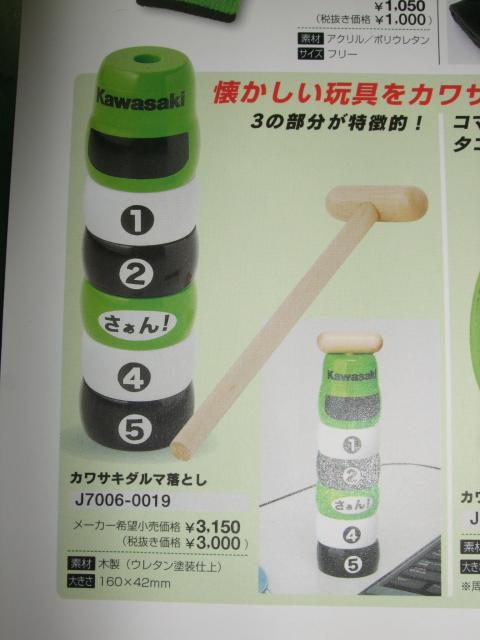 ¥1,050
(税抜き価格 ¥1,000)
素材 アクリル／ポリウレタン
サイズ フリー
懐かしい玩具をカワサ
3の部分が特徴的！
コマ
タコ
Kawasaki
1
2
さぁん!
4
5
Kawasaki
1
2
さぁん!
4
5
カワサキダルマ落とし
J7006-0019
メーカー希望小売価格 ¥3,150
(税抜き価格 ¥3,000)
素材 木製（ウレタン塗装仕上）
大きさ 160×42mm
カワ
J
素材
大き
※周